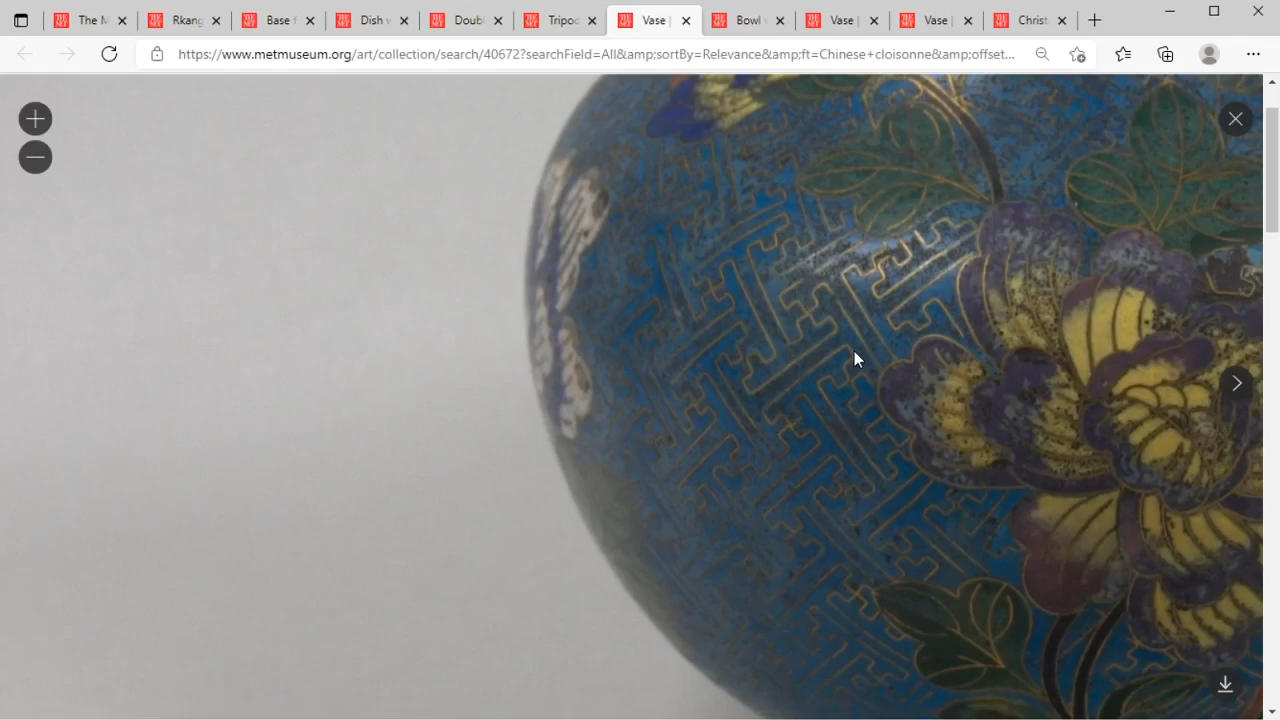 The M
Rkang
Base f
Dish w
Doubl
Tripod
Vase |
Bowl w
Vase |
Vase |
Christ
https://www.metmuseum.org/art/collection/search/40672?searchField=All&amp;sortBy=Relevance&amp;ft=Chinese+cloisonne&amp;offset...